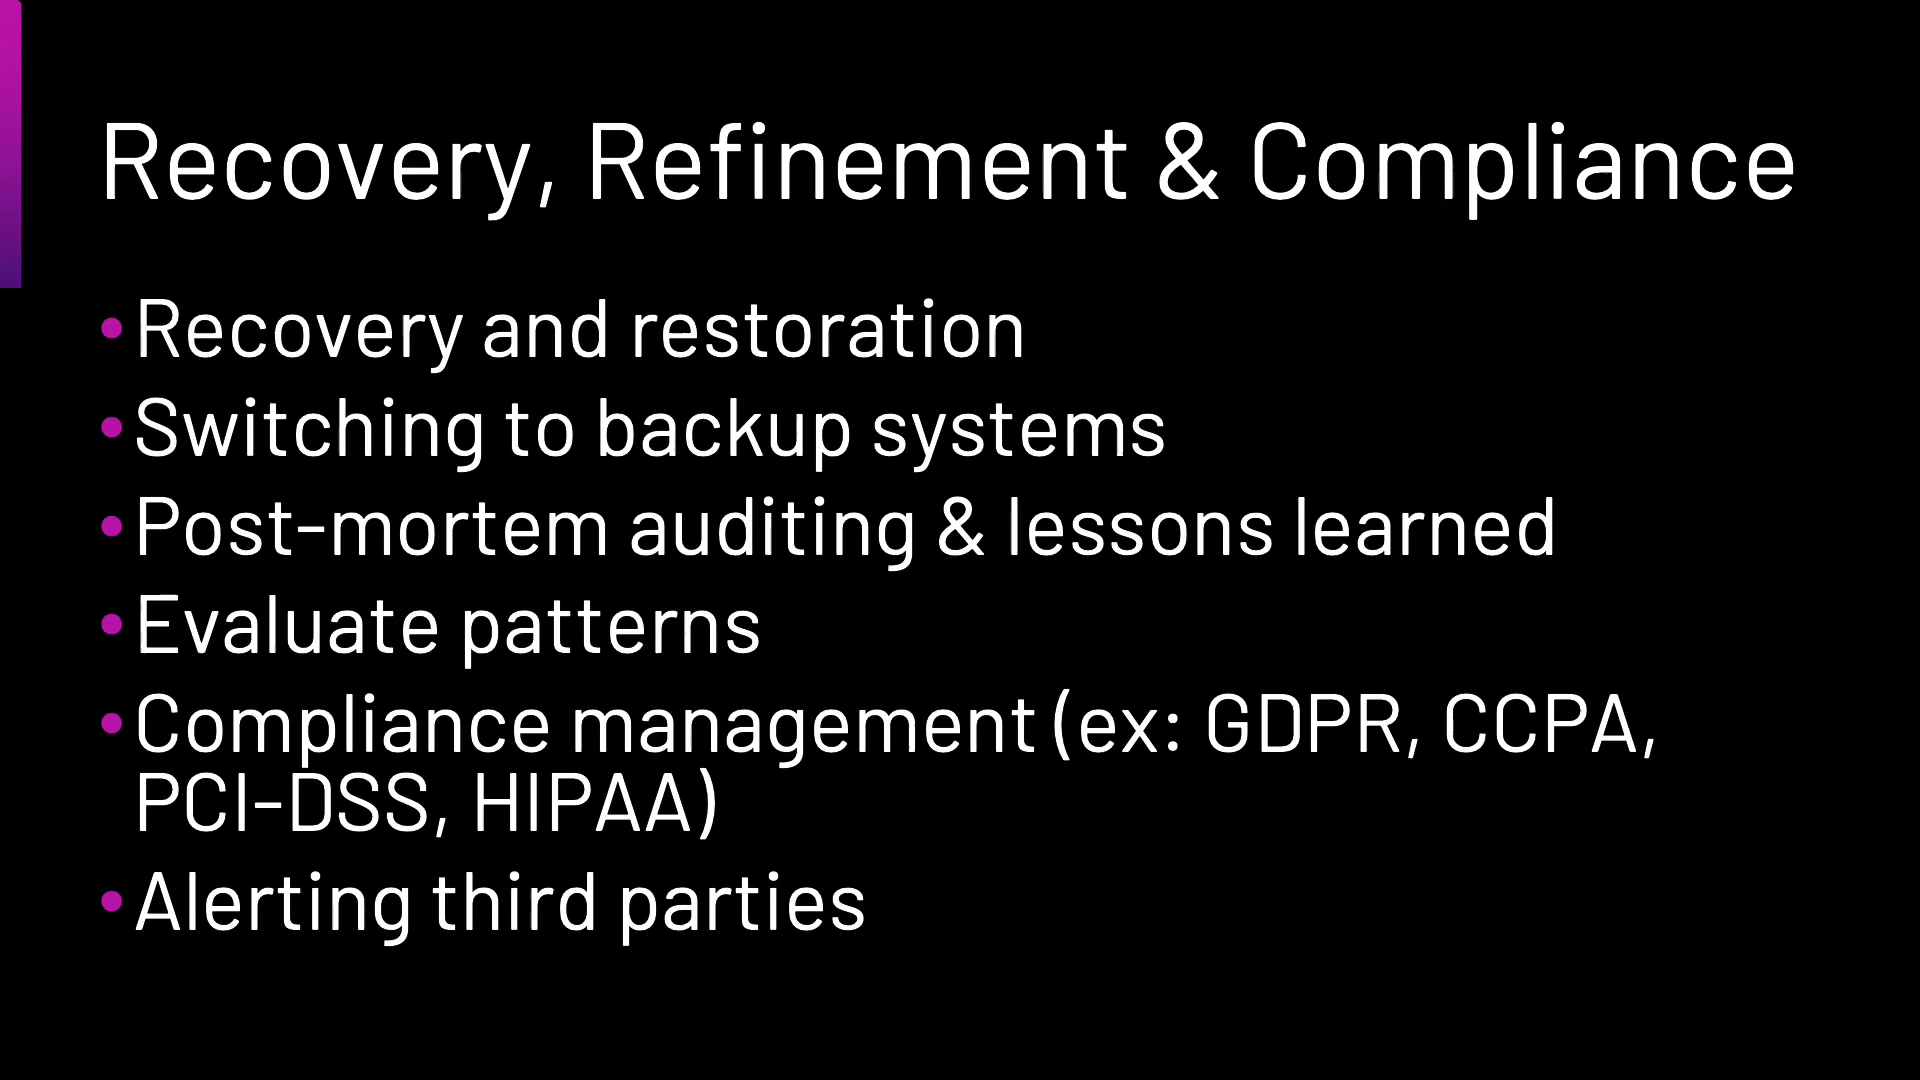 Recovery, Refinement & Compliance
• Recovery and restoration
• Switching to backup systems
• Post-mortem auditing & lessons learned
• Evaluate patterns
• Compliance management (ex: GDPR, CCPA,
PCI-DSS, HIPAA)
• Alerting third parties